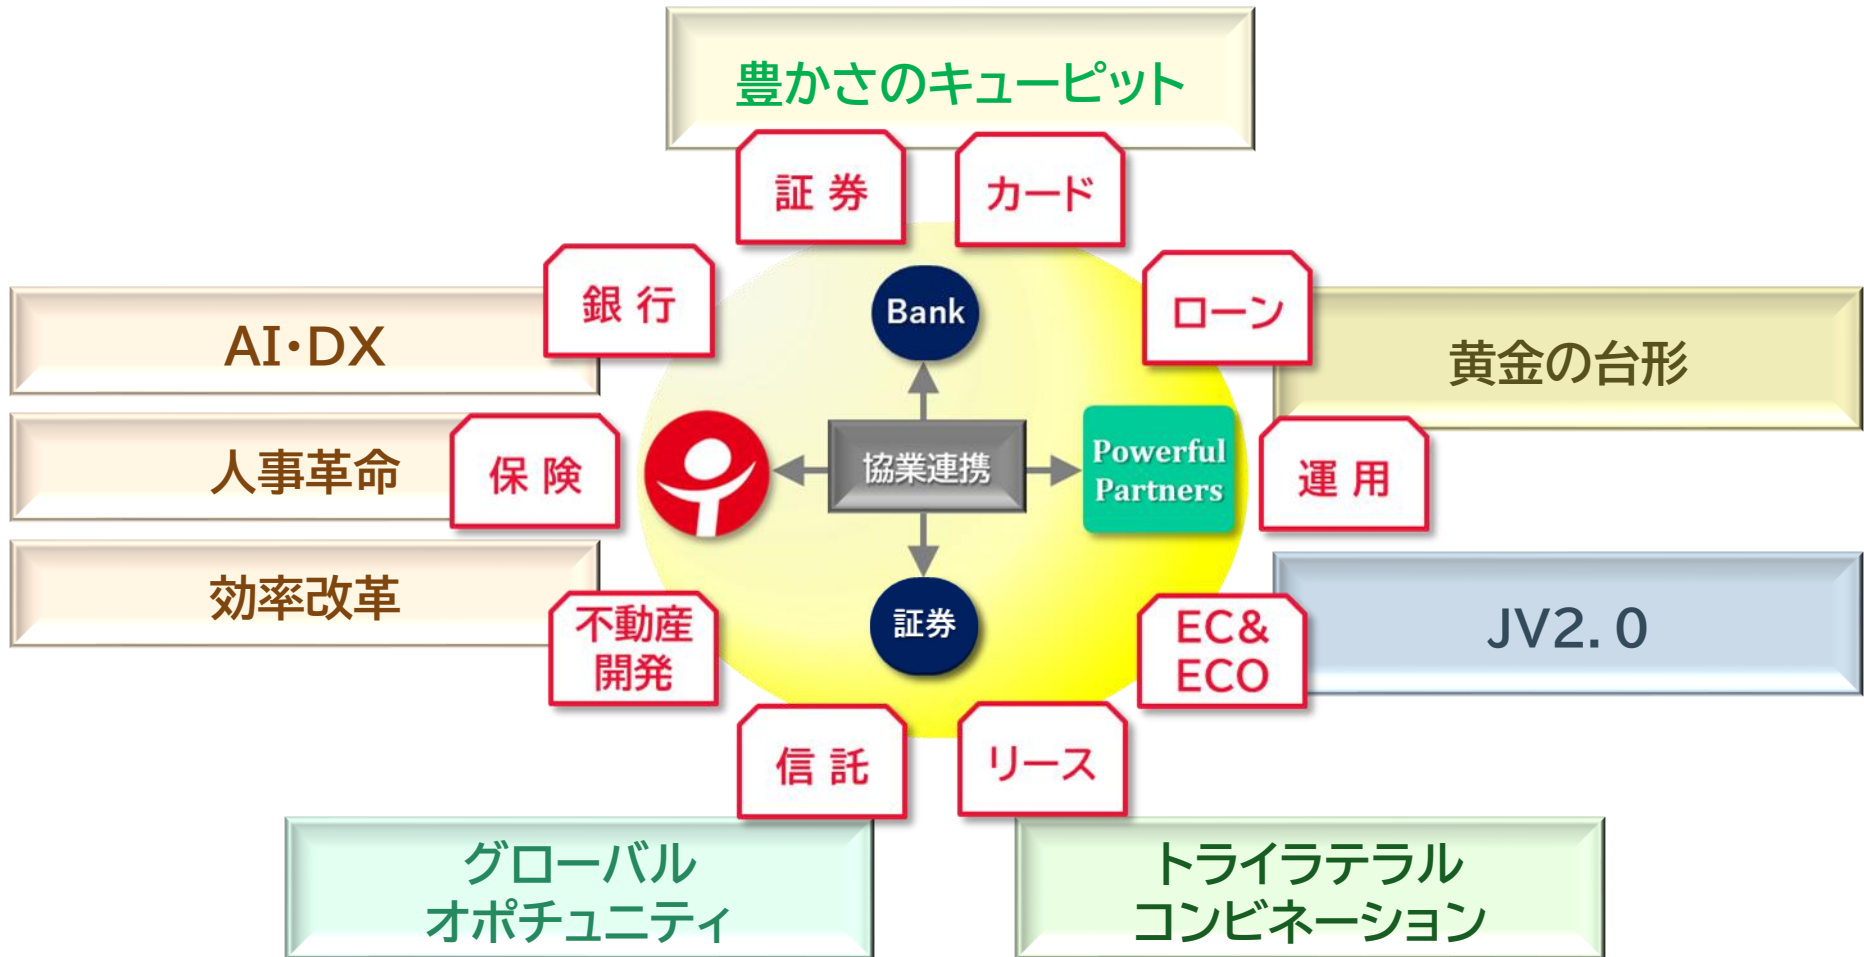 豊かさのキューピット
証 券
カード
銀 行
Bank
ローン
AI・DX
黄金の台形
人事革命
保 険
協業連携
Powerful
Partners
運 用
効率改革
不動産
開発
証券
EC&
ECO
JV2.0
信 託
リース
グローバル
オポチュニティ
トライラテラル
コンビネーション